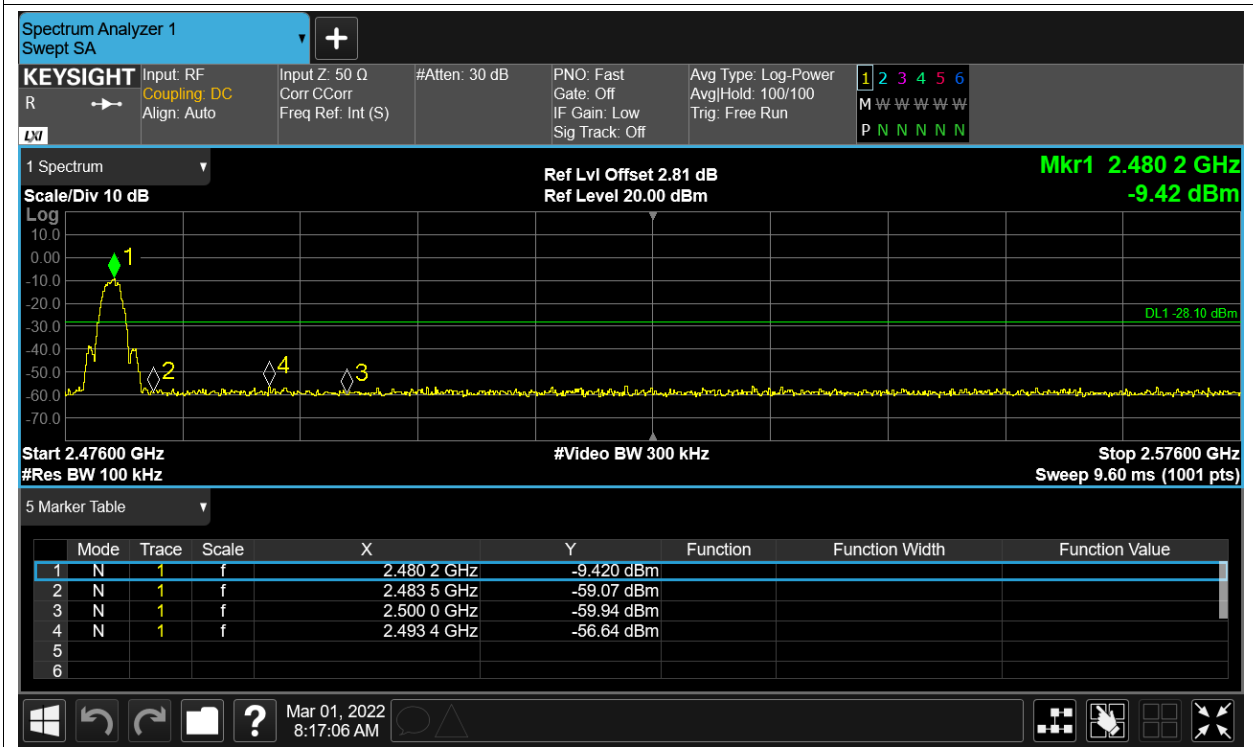 Spectrum Analyzer 1
Swept SA
+
KEYSIGHT Input: RF Input Z: 50 Ω #Atten: 30 dB PNO: Fast Avg Type: Log-Power 1 2 3 4 5 6
R Coupling: DC Corr CCorr Gate: Off Avg|Hold: 100/100 M W W W W W
Align: Auto Freq Ref: Int (S) IF Gain: Low Trig: Free Run
LXI Sig Track: Off P N N N N N
1 Spectrum Ref Lvl Offset 2.81 dB Mkr1 2.480 2 GHz
Scale/Div 10 dB Ref Level 20.00 dBm -9.42 dBm
Log
10.0
0.00 1
-10.0
-20.0
DL1 -28.10 dBm
-30.0
-40.0
-50.0 2 4 3
-60.0
-70.0
Start 2.47600 GHz #Video BW 300 kHz Stop 2.57600 GHz
#Res BW 100 kHz Sweep 9.60 ms (1001 pts)
5 Marker Table
Mode Trace Scale X Y Function Function Width Function Value
1 N 1 f 2.480 2 GHz -9.420 dBm
2 N 1 f 2.483 5 GHz -59.07 dBm
3 N 1 f 2.500 0 GHz -59.94 dBm
4 N 1 f 2.493 4 GHz -56.64 dBm
5
6
? Mar 01, 2022
8:17:06 AM